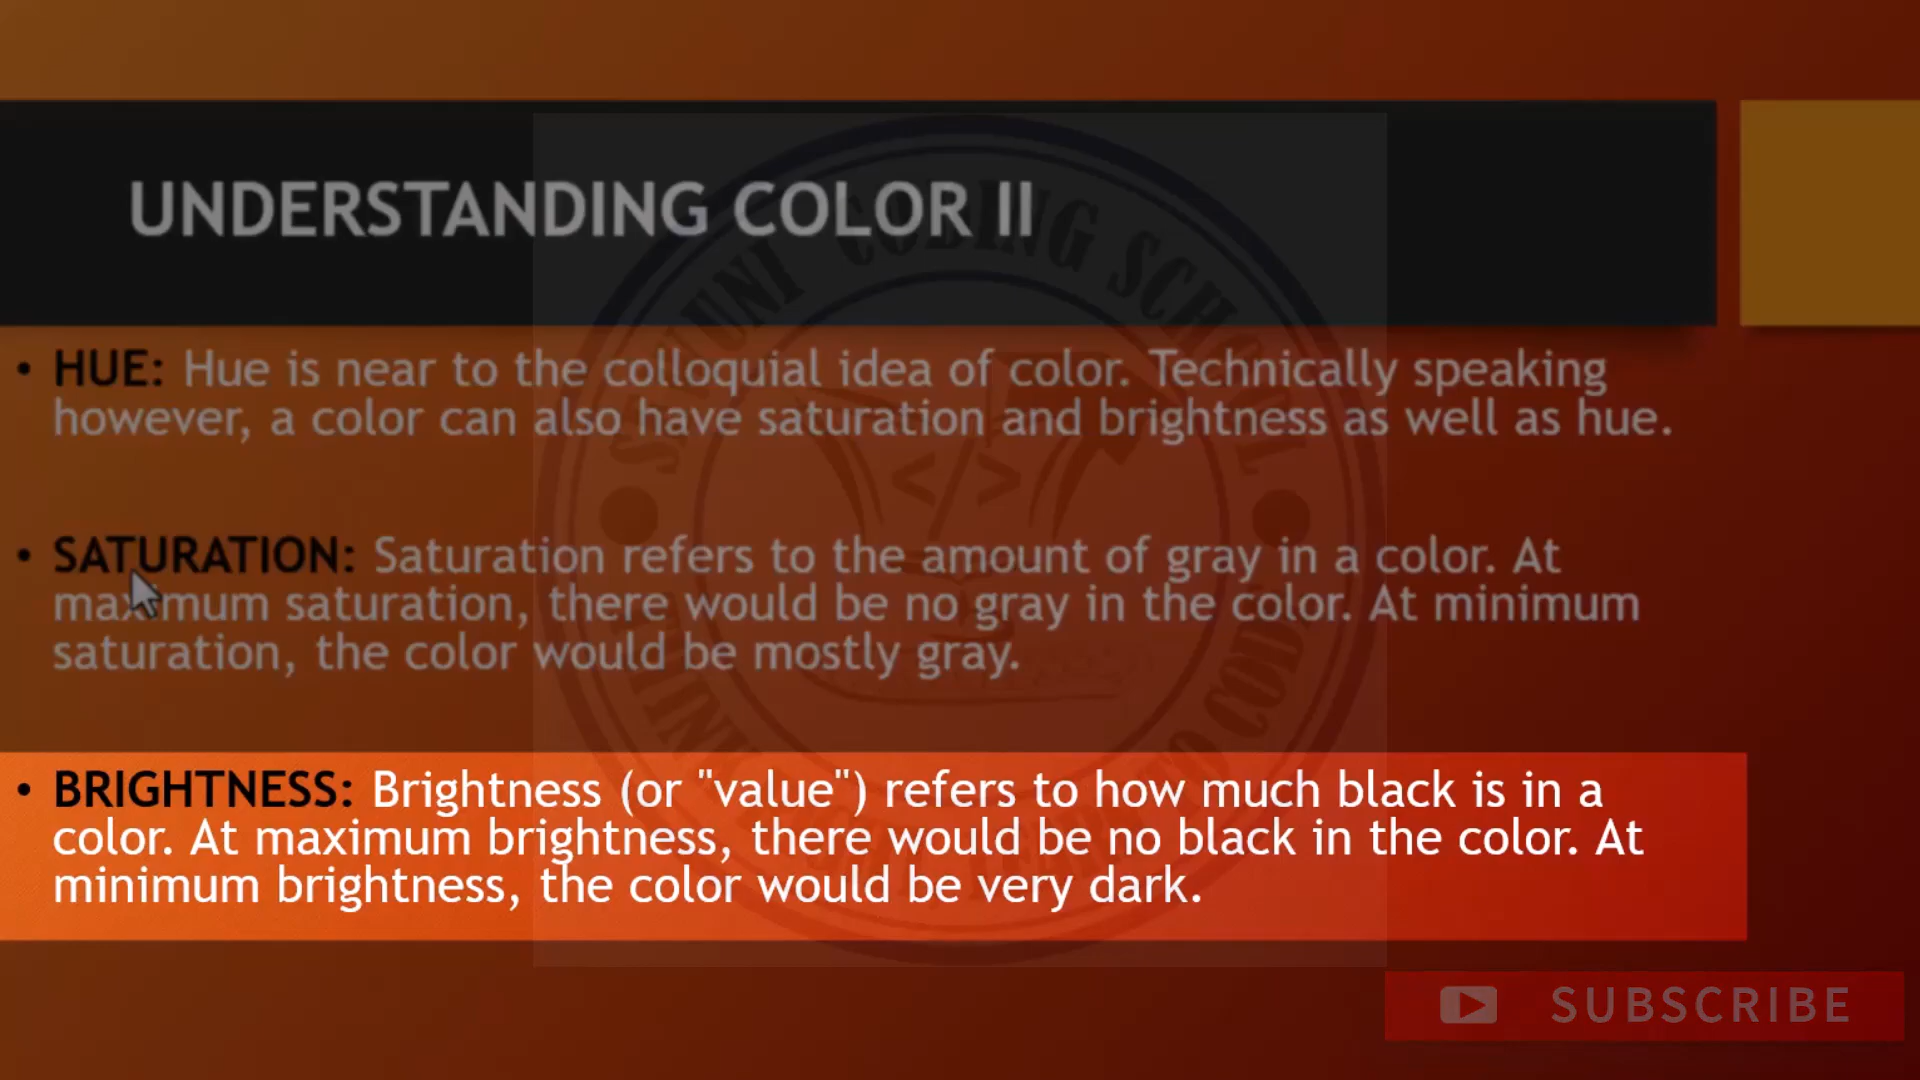 UNDERSTANDING COLOR II
• HUE: Hue is near to the colloquial idea of color. Technically speaking
however, a color can also have saturation and brightness as well as hue.
• SATURATION: Saturation refers to the amount of gray in a color. At
maximum saturation, there would be no gray in the color. At minimum
saturation, the color would be mostly gray.
• BRIGHTNESS: Brightness (or "value") refers to how much black is in a
color. At maximum brightness, there would be no black in the color. At
minimum brightness, the color would be very dark.
CODING SCHOOL
</>
SUBSCRIBE